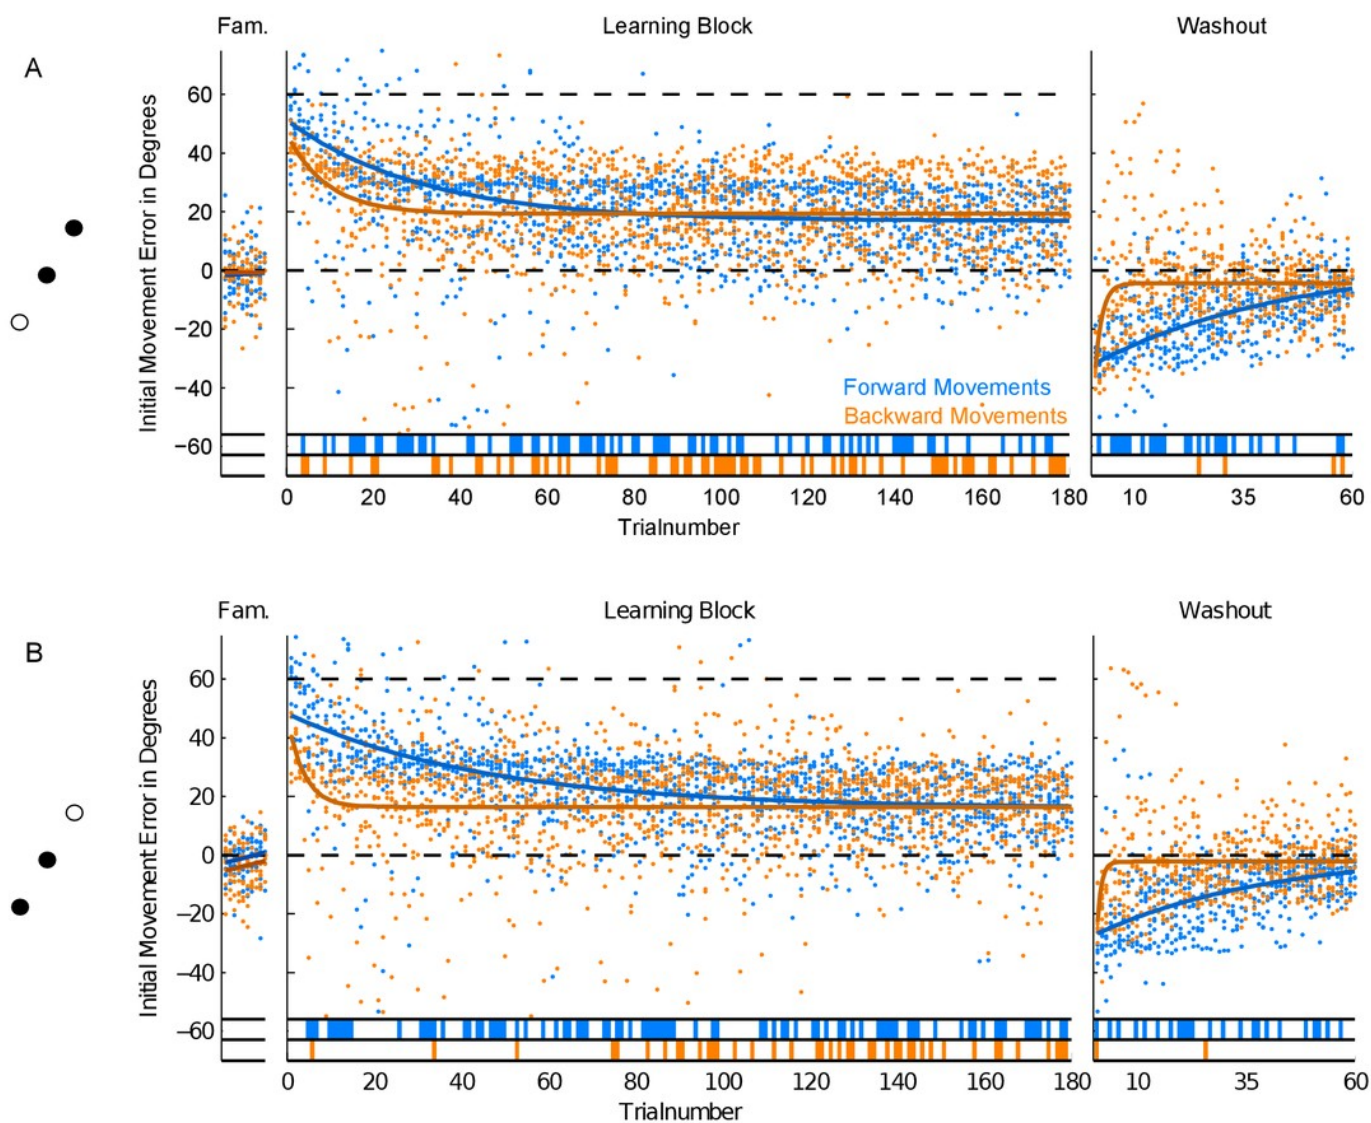 Fam. Learning Block Washout
A
Initial Movement Error in Degrees
60
40
20
0
−20
−40
−60
Forward Movements
Backward Movements
0 20 40 60 80 100 120 140 160 180 10 35 60
Trialnumber
Fam. Learning Block Washout
B
Initial Movement Error in Degrees
60
40
20
0
−20
−40
−60
0 20 40 60 80 100 120 140 160 180 10 35 60
Trialnumber